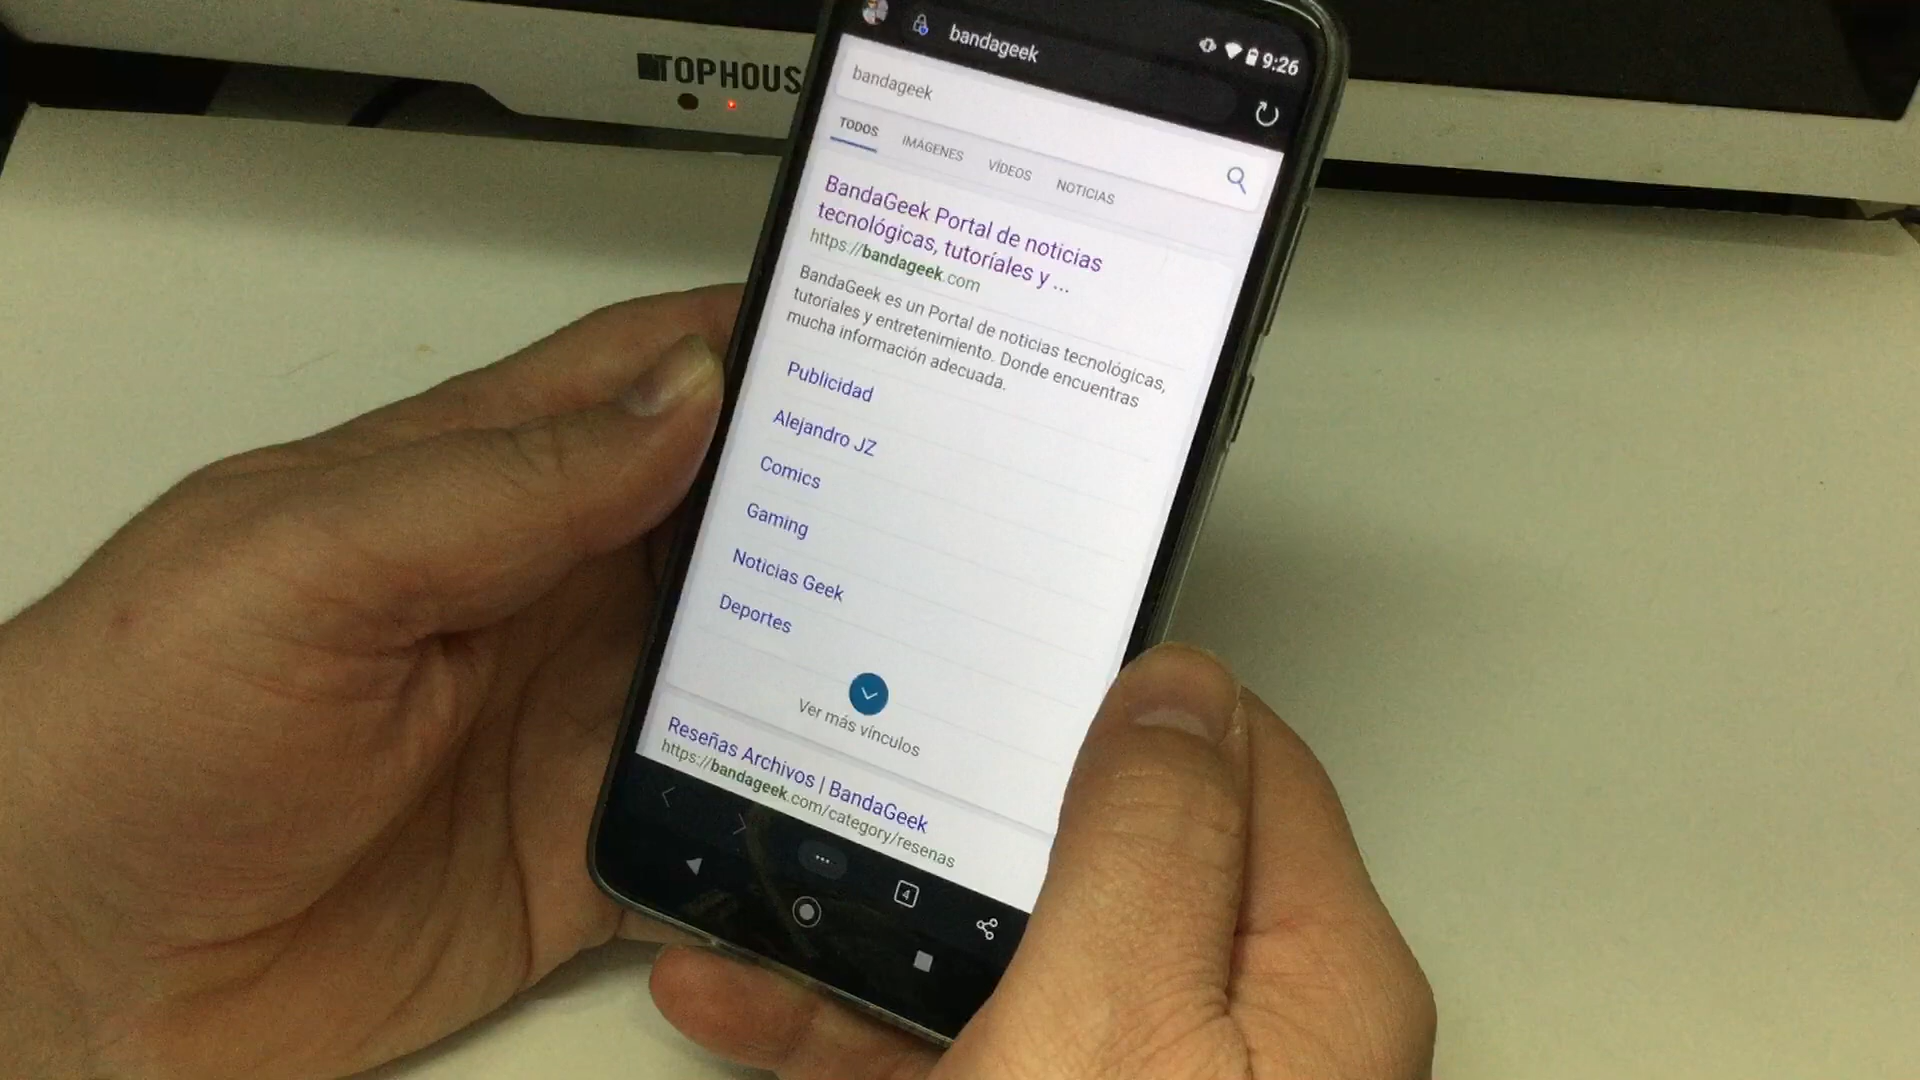 TOPHOUS
bandageek
9:26
bandageek
TODOS IMÁGENES VÍDEOS NOTICIAS
BandaGeek Portal de noticias
tecnológicas, tutoríales y ...
https://bandageek.com
BandaGeek es un Portal de noticias tecnológicas,
tutoríales y entretenimiento. Donde encuentras
mucha información adecuada.
Publicidad
Alejandro JZ
Comics
Gaming
Noticias Geek
Deportes
Ver más vínculos
Reseñas Archivos | BandaGeek
https://bandageek.com/category/resenas
4